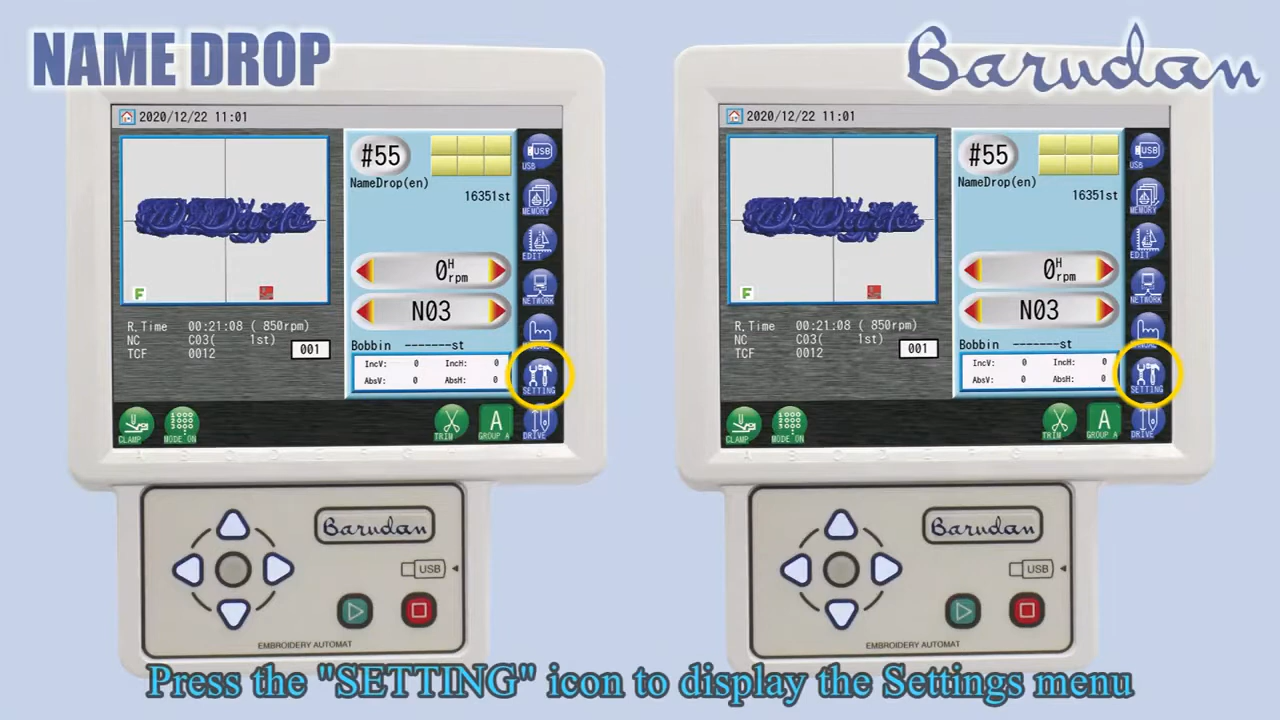 NAME DROP
Barudan
2020/12/22 11:01
#55
NameDrop(en)
16351st
0H rpm
N03
R.Time 00:21:08 ( 850rpm)
NC C03( 1st)
TCF 0012
001
Bobbin -------st
IncV: 0 IncH: 0
AbsV: 0 AbsH: 0
USB
MEMORY
EDIT
NETWORK
SETTING
CLAMP
MODE ON
TRIM
A
GROUP A
DRIVE
F
Barudan
USB
EMBROIDERY AUTOMAT
2020/12/22 11:01
#55
NameDrop(en)
16351st
0H rpm
N03
R.Time 00:21:08 ( 850rpm)
NC C03( 1st)
TCF 0012
001
Bobbin -------st
IncV: 0 IncH: 0
AbsV: 0 AbsH: 0
USB
MEMORY
EDIT
NETWORK
SETTING
CLAMP
MODE ON
TRIM
A
GROUP A
DRIVE
F
Barudan
USB
EMBROIDERY AUTOMAT
Press the "SETTING" icon to display the Settings menu